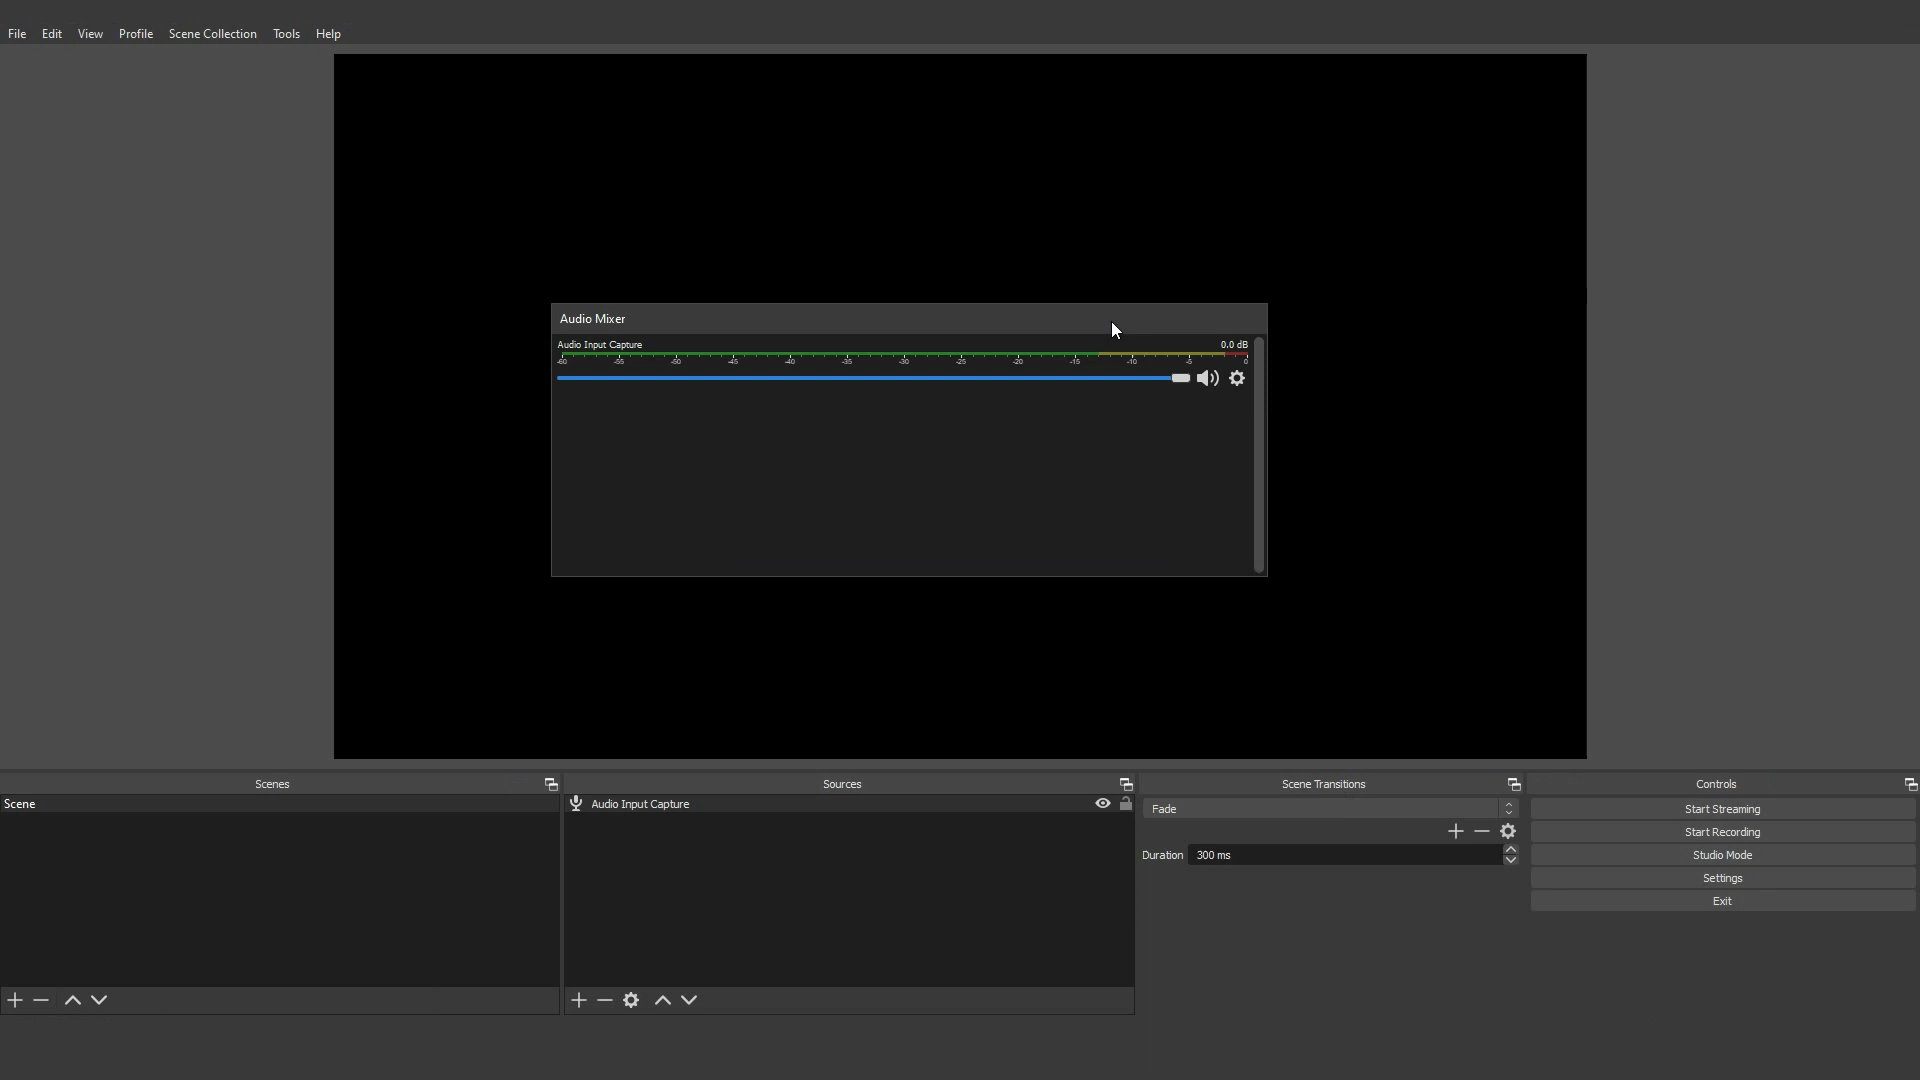 File Edit View Profile Scene Collection Tools Help
Audio Mixer
Audio Input Capture 0.0 dB
-60 -55 -50 -45 -40 -35 -30 -25 -20 -15 -10 -5 0
Scenes Sources Scene Transitions Controls
Scene
Audio Input Capture
Fade
Duration 300 ms
Start Streaming
Start Recording
Studio Mode
Settings
Exit